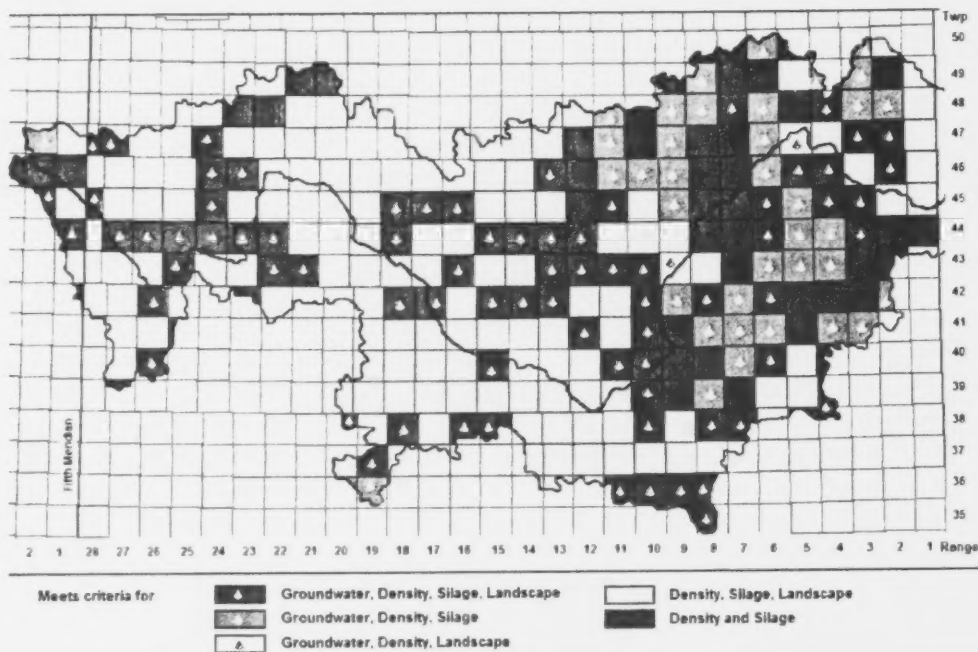 Twp
50
49
48
47
46
45
44
43
42
41
40
39
38
37
36
35
Fifth Meridian
2 1 28 27 26 25 24 23 22 21 20 19 18 17 16 15 14 13 12 11 10 9 8 7 6 5 4 3 2 1 Range
Meets criteria for
Groundwater, Density, Silage, Landscape
Density, Silage, Landscape
Groundwater, Density, Silage
Density and Silage
Groundwater, Density, Landscape